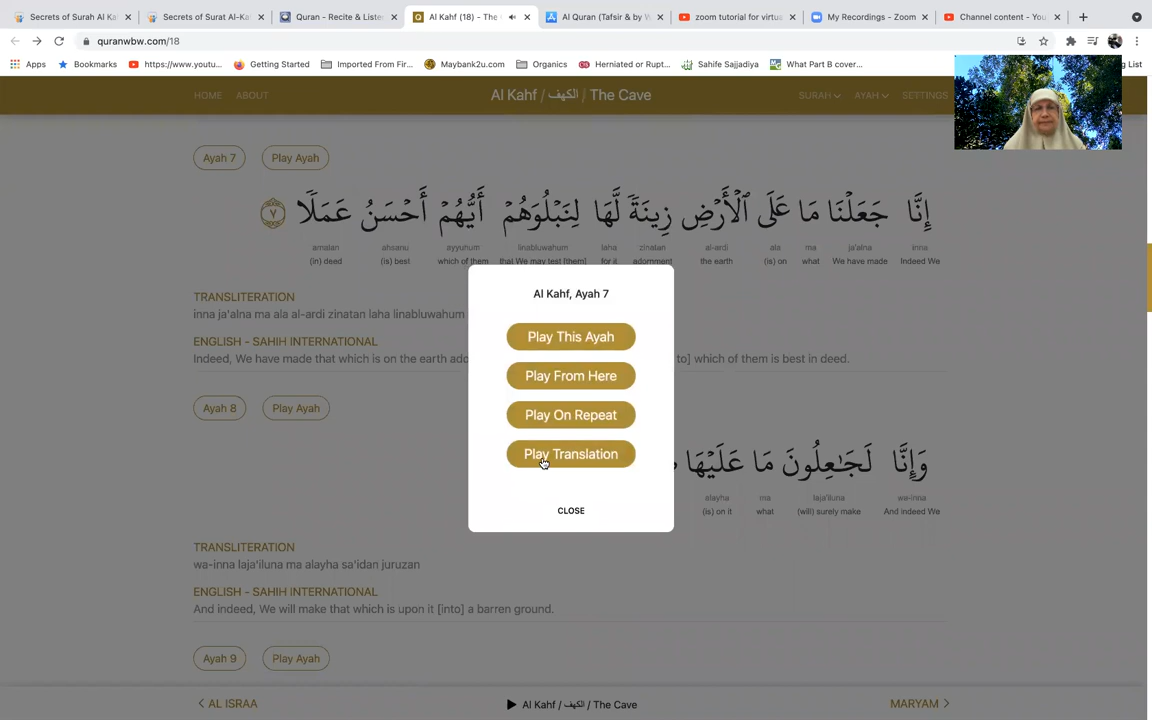 Secrets of Surah Al Ka
Secrets of Surat Al-Ka
Quran - Recite & Liste
Al Kahf (18) - The
Al Quran (Tafsir & by W
zoom tutorial for virtua
My Recordings - Zoom
Channel content - You
quranwbw.com/18
Apps
Bookmarks
https://www.youtu...
Getting Started
Imported From Fir...
Maybank2u.com
Organics
Herniated or Rupt...
Sahife Sajjadiya
What Part B cover...
List
HOME
ABOUT
Al Kahf / الكهف / The Cave
SURAH
AYAH
SETTINGS
Ayah 7
Play Ayah
إِنَّا جَعَلْنَا مَا عَلَى ٱلْأَرْضِ زِينَةً لَّهَا لِنَبْلُوَهُمْ أَيُّهُمْ أَحْسَنُ عَمَلًا ٧
amalan ahsanu ayyuhum linabluwahum laha zinatan al-ardi ala ma ja'alna inna
(in) deed (is) best which of them that We may test [them] for it adornment the earth (is) on what We have made Indeed We
TRANSLITERATION
inna ja'alna ma ala al-ardi zinatan laha linabluwahum
ENGLISH - SAHIH INTERNATIONAL
Indeed, We have made that which is on the earth ado
to] which of them is best in deed.
Al Kahf, Ayah 7
Play This Ayah
Play From Here
Play On Repeat
Play Translation
CLOSE
Ayah 8
Play Ayah
وَإِنَّا لَجَـٰعِلُونَ مَا عَلَيْهَا
alayha ma laja'iluna wa-inna
(is) on it what (will) surely make And indeed We
TRANSLITERATION
wa-inna laja'iluna ma alayha sa'idan juruzan
ENGLISH - SAHIH INTERNATIONAL
And indeed, We will make that which is upon it [into] a barren ground.
Ayah 9
Play Ayah
AL ISRAA
Al Kahf / الكهف / The Cave
MARYAM